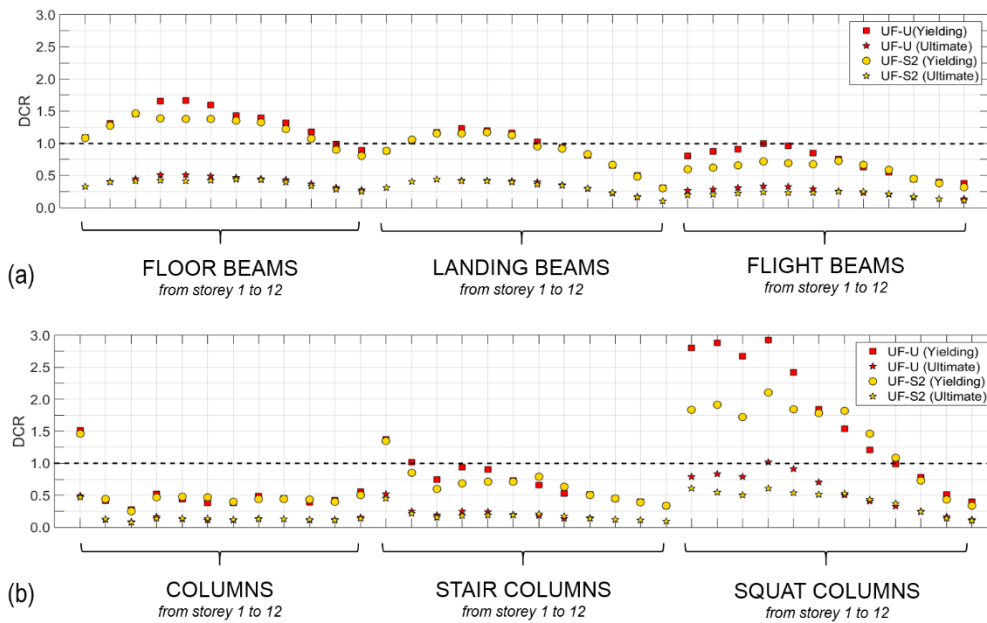 3.0
2.5
2.0
1.5
1.0
0.5
0.0
DCR
UF-U(Yielding)
UF-U (Ultimate)
UF-S2 (Yielding)
UF-S2 (Ultimate)
(a)
FLOOR BEAMS
from storey 1 to 12
LANDING BEAMS
from storey 1 to 12
FLIGHT BEAMS
from storey 1 to 12
3.0
2.5
2.0
1.5
1.0
0.5
0.0
DCR
UF-U (Yielding)
UF-U (Ultimate)
UF-S2 (Yielding)
UF-S2 (Ultimate)
(b)
COLUMNS
from storey 1 to 12
STAIR COLUMNS
from storey 1 to 12
SQUAT COLUMNS
from storey 1 to 12